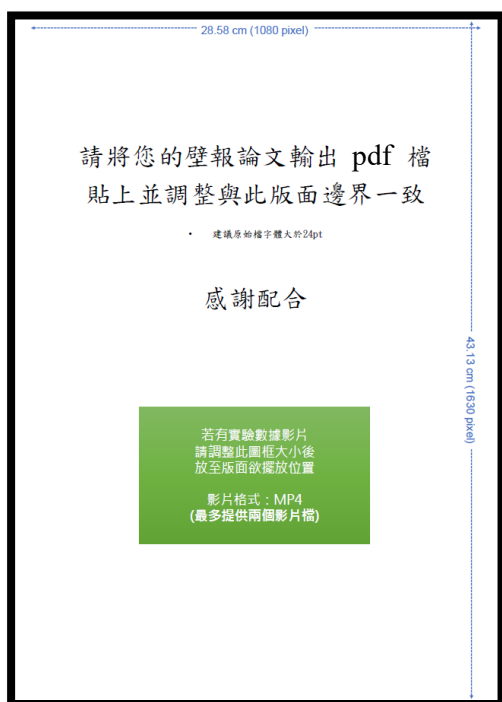 28.58 cm (1080 pixel)
請將您的壁報論文輸出 pdf 檔
貼上並調整與此版面邊界一致
• 建議原始檔字體大於24pt
感謝配合
43.13 cm (1630 pixel)
若有實驗數據影片
請調整此圖框大小後
放至版面欲擺放位置
影片格式：MP4
(最多提供兩個影片檔)